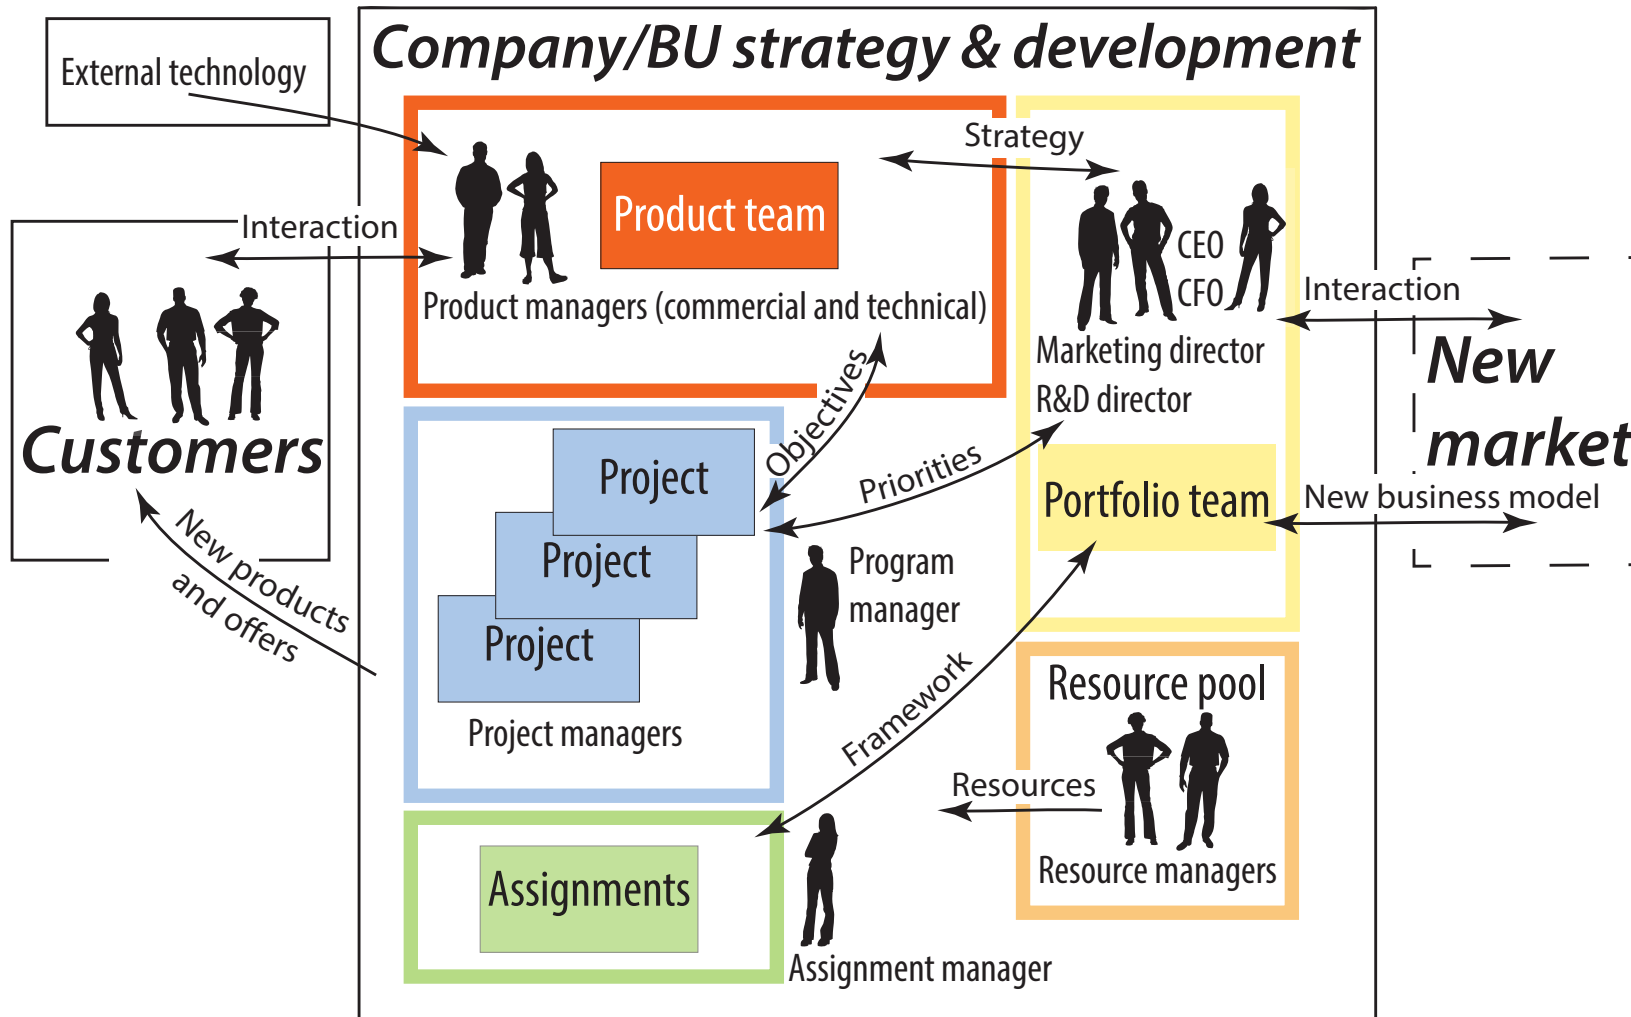 Company/BU strategy & development
External technology
Strategy
Product team
Interaction
CEO
CFO
Product managers (commercial and technical)
Interaction
Marketing director
R&D director
New
market
Customers
Objectives
Priorities
Project
Project
Project
Project managers
Portfolio team
New business model
New products
and offers
Program
manager
Framework
Resource pool
Resources
Resource managers
Assignments
Assignment manager